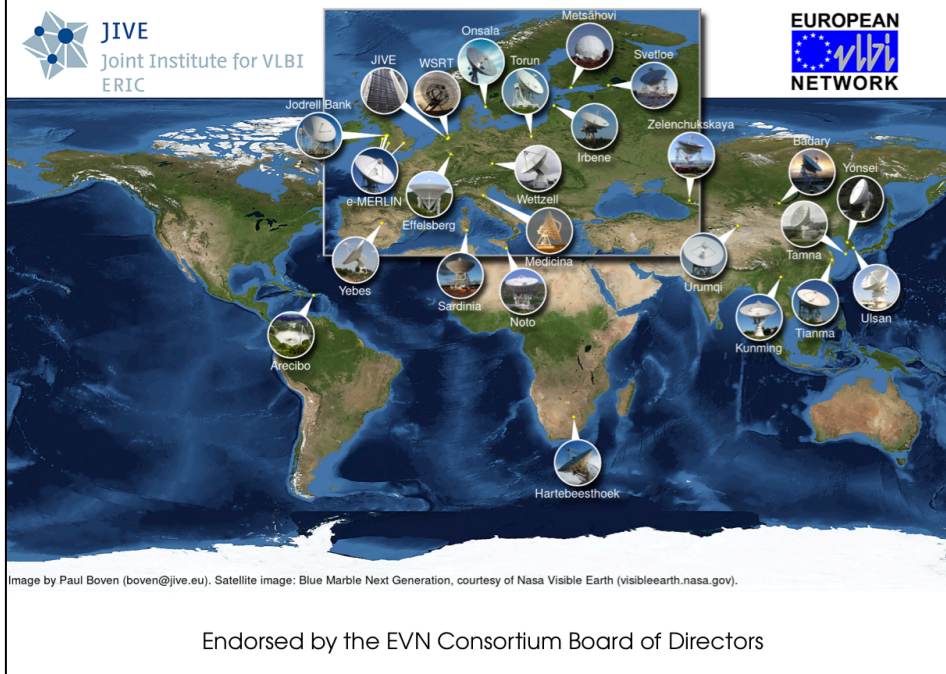 JIVE
Joint Institute for VLBI
ERIC
EUROPEAN
vlbi
NETWORK
Metsähovi
Onsala
Svetloe
JIVE
WSRT
Torun
Jodrell Bank
Zelenchukskaya
Irbene
Badary
Yonsei
e-MERLIN
Wettzell
Effelsberg
Tamna
Medicina
Yebes
Urumqi
Sardinia
Noto
Ulsan
Tianma
Kunming
Arecibo
Hartebeesthoek
Image by Paul Boven (boven@jive.eu). Satellite image: Blue Marble Next Generation, courtesy of Nasa Visible Earth (visibleearth.nasa.gov).
Endorsed by the EVN Consortium Board of Directors